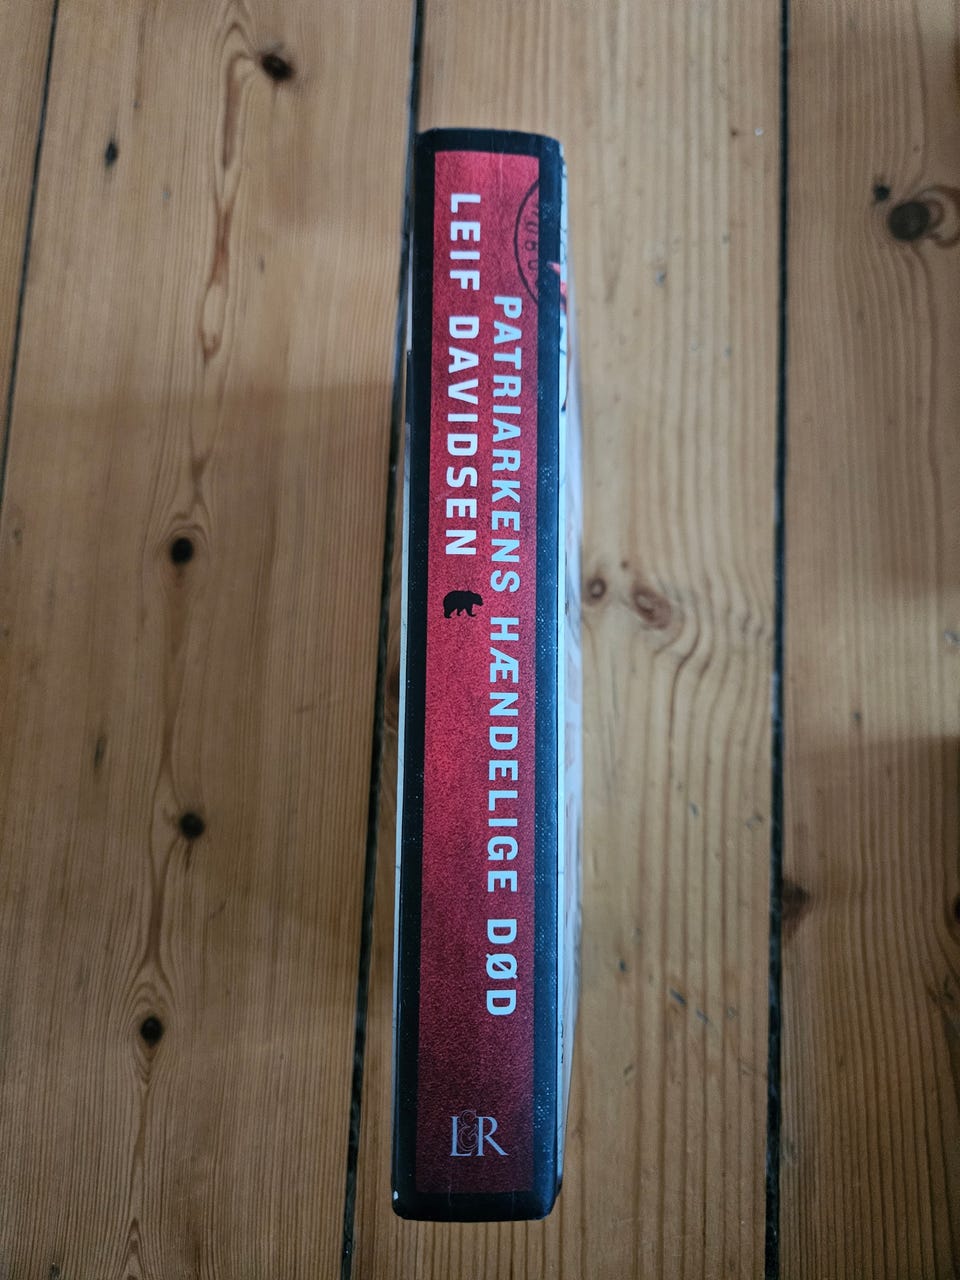 LEIF DAVIDSEN
PATRIARKENS HÆNDELIGE DØD
L&R